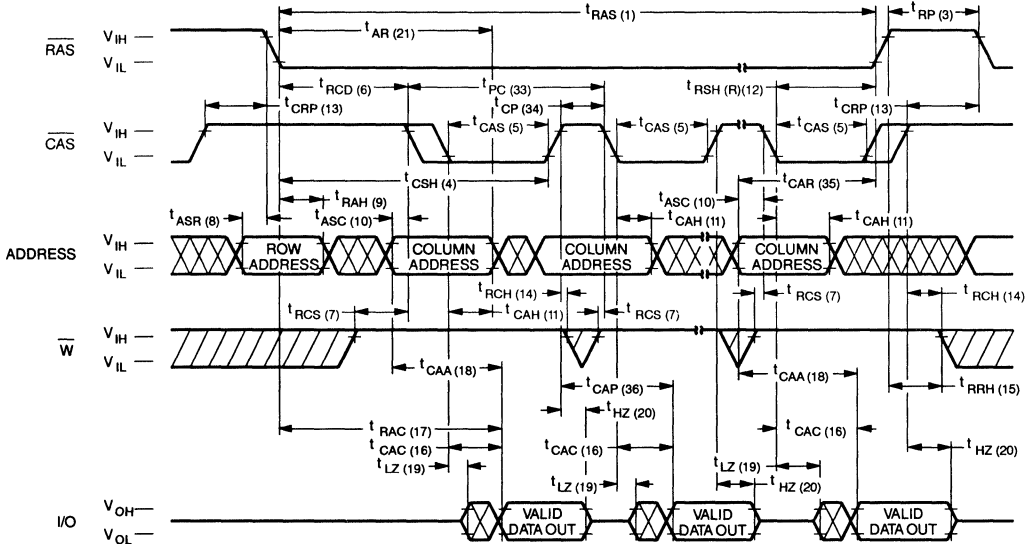 t RAS (1)
t RP (3)
t AR (21)
RAS
V IH
V IL
t RCD (6)
t PC (33)
t RSH (R)(12)
t CRP (13)
t CP (34)
t CRP (13)
CAS
V IH
V IL
t CAS (5)
t CAS (5)
t CAS (5)
t CSH (4)
t CAR (35)
t RAH (9)
t ASC (10)
t ASR (8)
t ASC (10)
t CAH (11)
t CAH (11)
ADDRESS
V IH
V IL
ROW ADDRESS
COLUMN ADDRESS
COLUMN ADDRESS
COLUMN ADDRESS
t RCH (14)
t RCS (7)
t RCH (14)
t RCS (7)
t CAH (11)
t RCS (7)
W
V IH
V IL
t CAA (18)
t CAA (18)
t CAP (36)
t RRH (15)
t HZ (20)
t RAC (17)
t CAC (16)
t CAC (16)
t CAC (16)
t HZ (20)
t LZ (19)
t LZ (19)
t LZ (19)
t HZ (20)
I/O
V OH
V OL
VALID DATA OUT
VALID DATA OUT
VALID DATA OUT